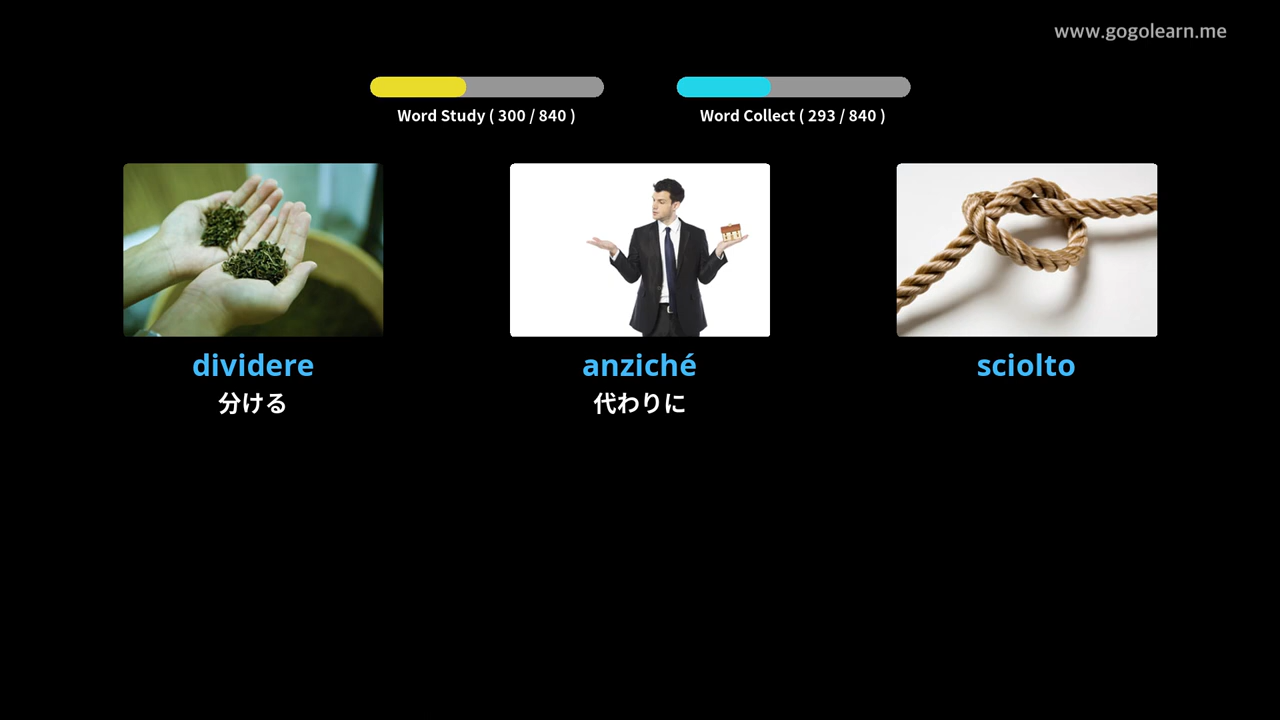 www.gogolearn.me
Word Study ( 300 / 840 )
Word Collect ( 293 / 840 )
dividere
分ける
anziché
代わりに
sciolto